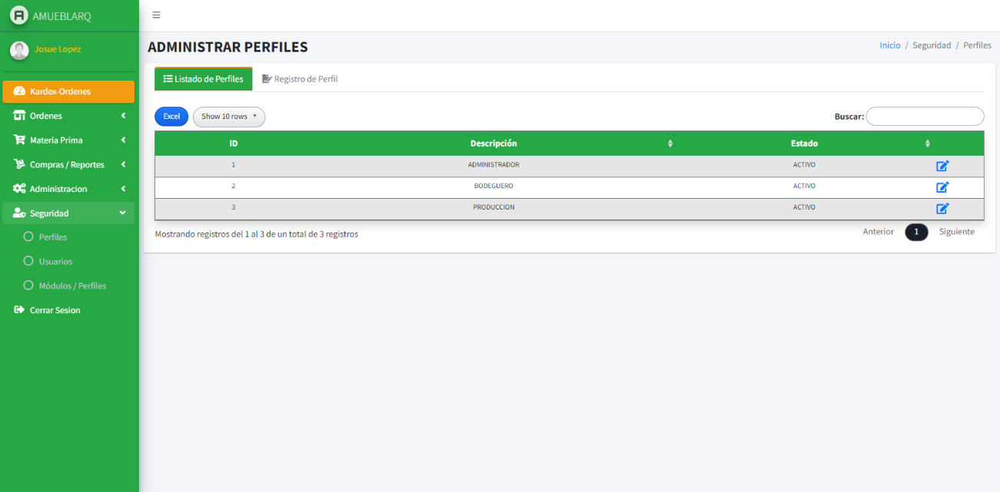 AMUEBLARQ
Josue Lopez
Kardex-Ordenes
Ordenes
Materia Prima
Compras / Reportes
Administracion
Seguridad
Perfiles
Usuarios
Módulos / Perfiles
Cerrar Sesion
ADMINISTRAR PERFILES
Inicio / Seguridad / Perfiles
Listado de Perfiles Registro de Perfil
Excel Show 10 rows Buscar:
ID Descripción Estado
1 ADMINISTRADOR ACTIVO
2 BODEGUERO ACTIVO
3 PRODUCCION ACTIVO
Mostrando registros del 1 al 3 de un total de 3 registros
Anterior 1 Siguiente